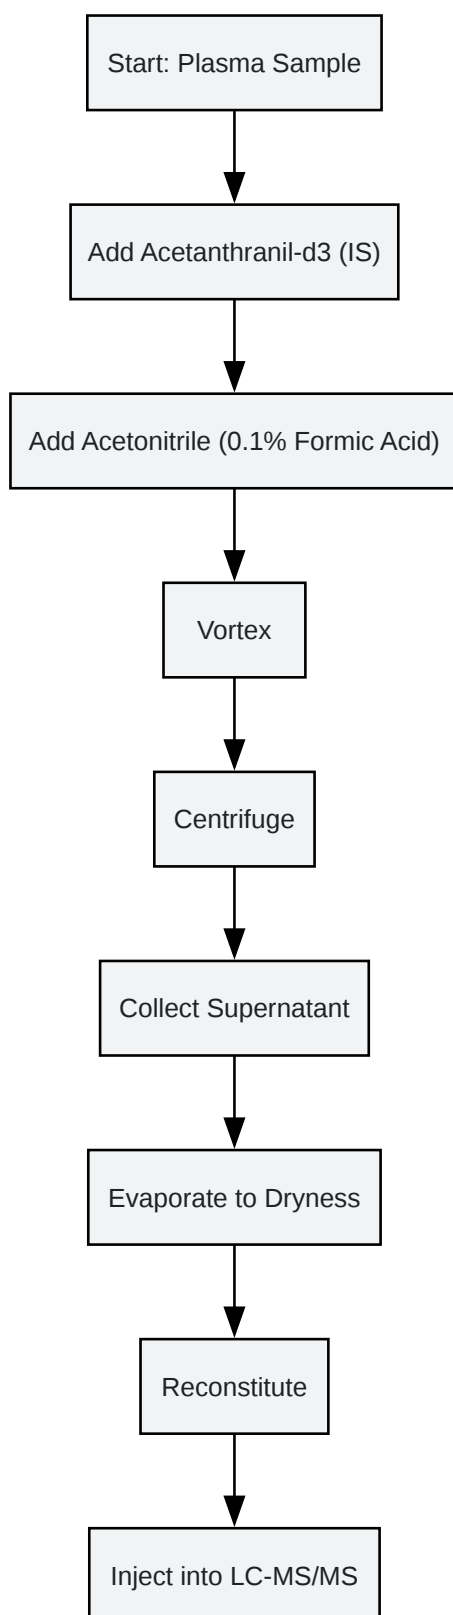 Start: Plasma Sample
Add Acetanthranil-d3 (IS)
Add Acetonitrile (0.1% Formic Acid)
Vortex
Centrifuge
Collect Supernatant
Evaporate to Dryness
Reconstitute
Inject into LC-MS/MS